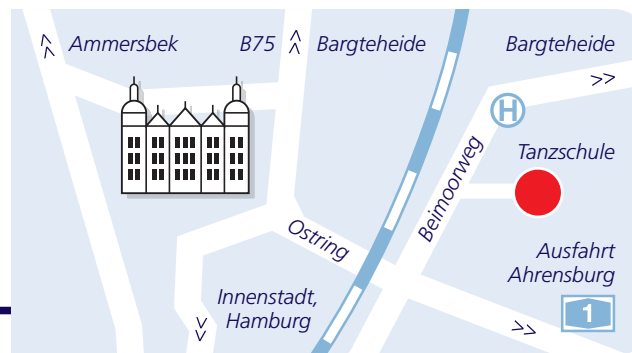 Ammersbek
B75
Bargteheide
Bargteheide
H
Tanzschule
Beimoorweg
Ostring
Ausfahrt
Ahrensburg
1
Innenstadt,
Hamburg